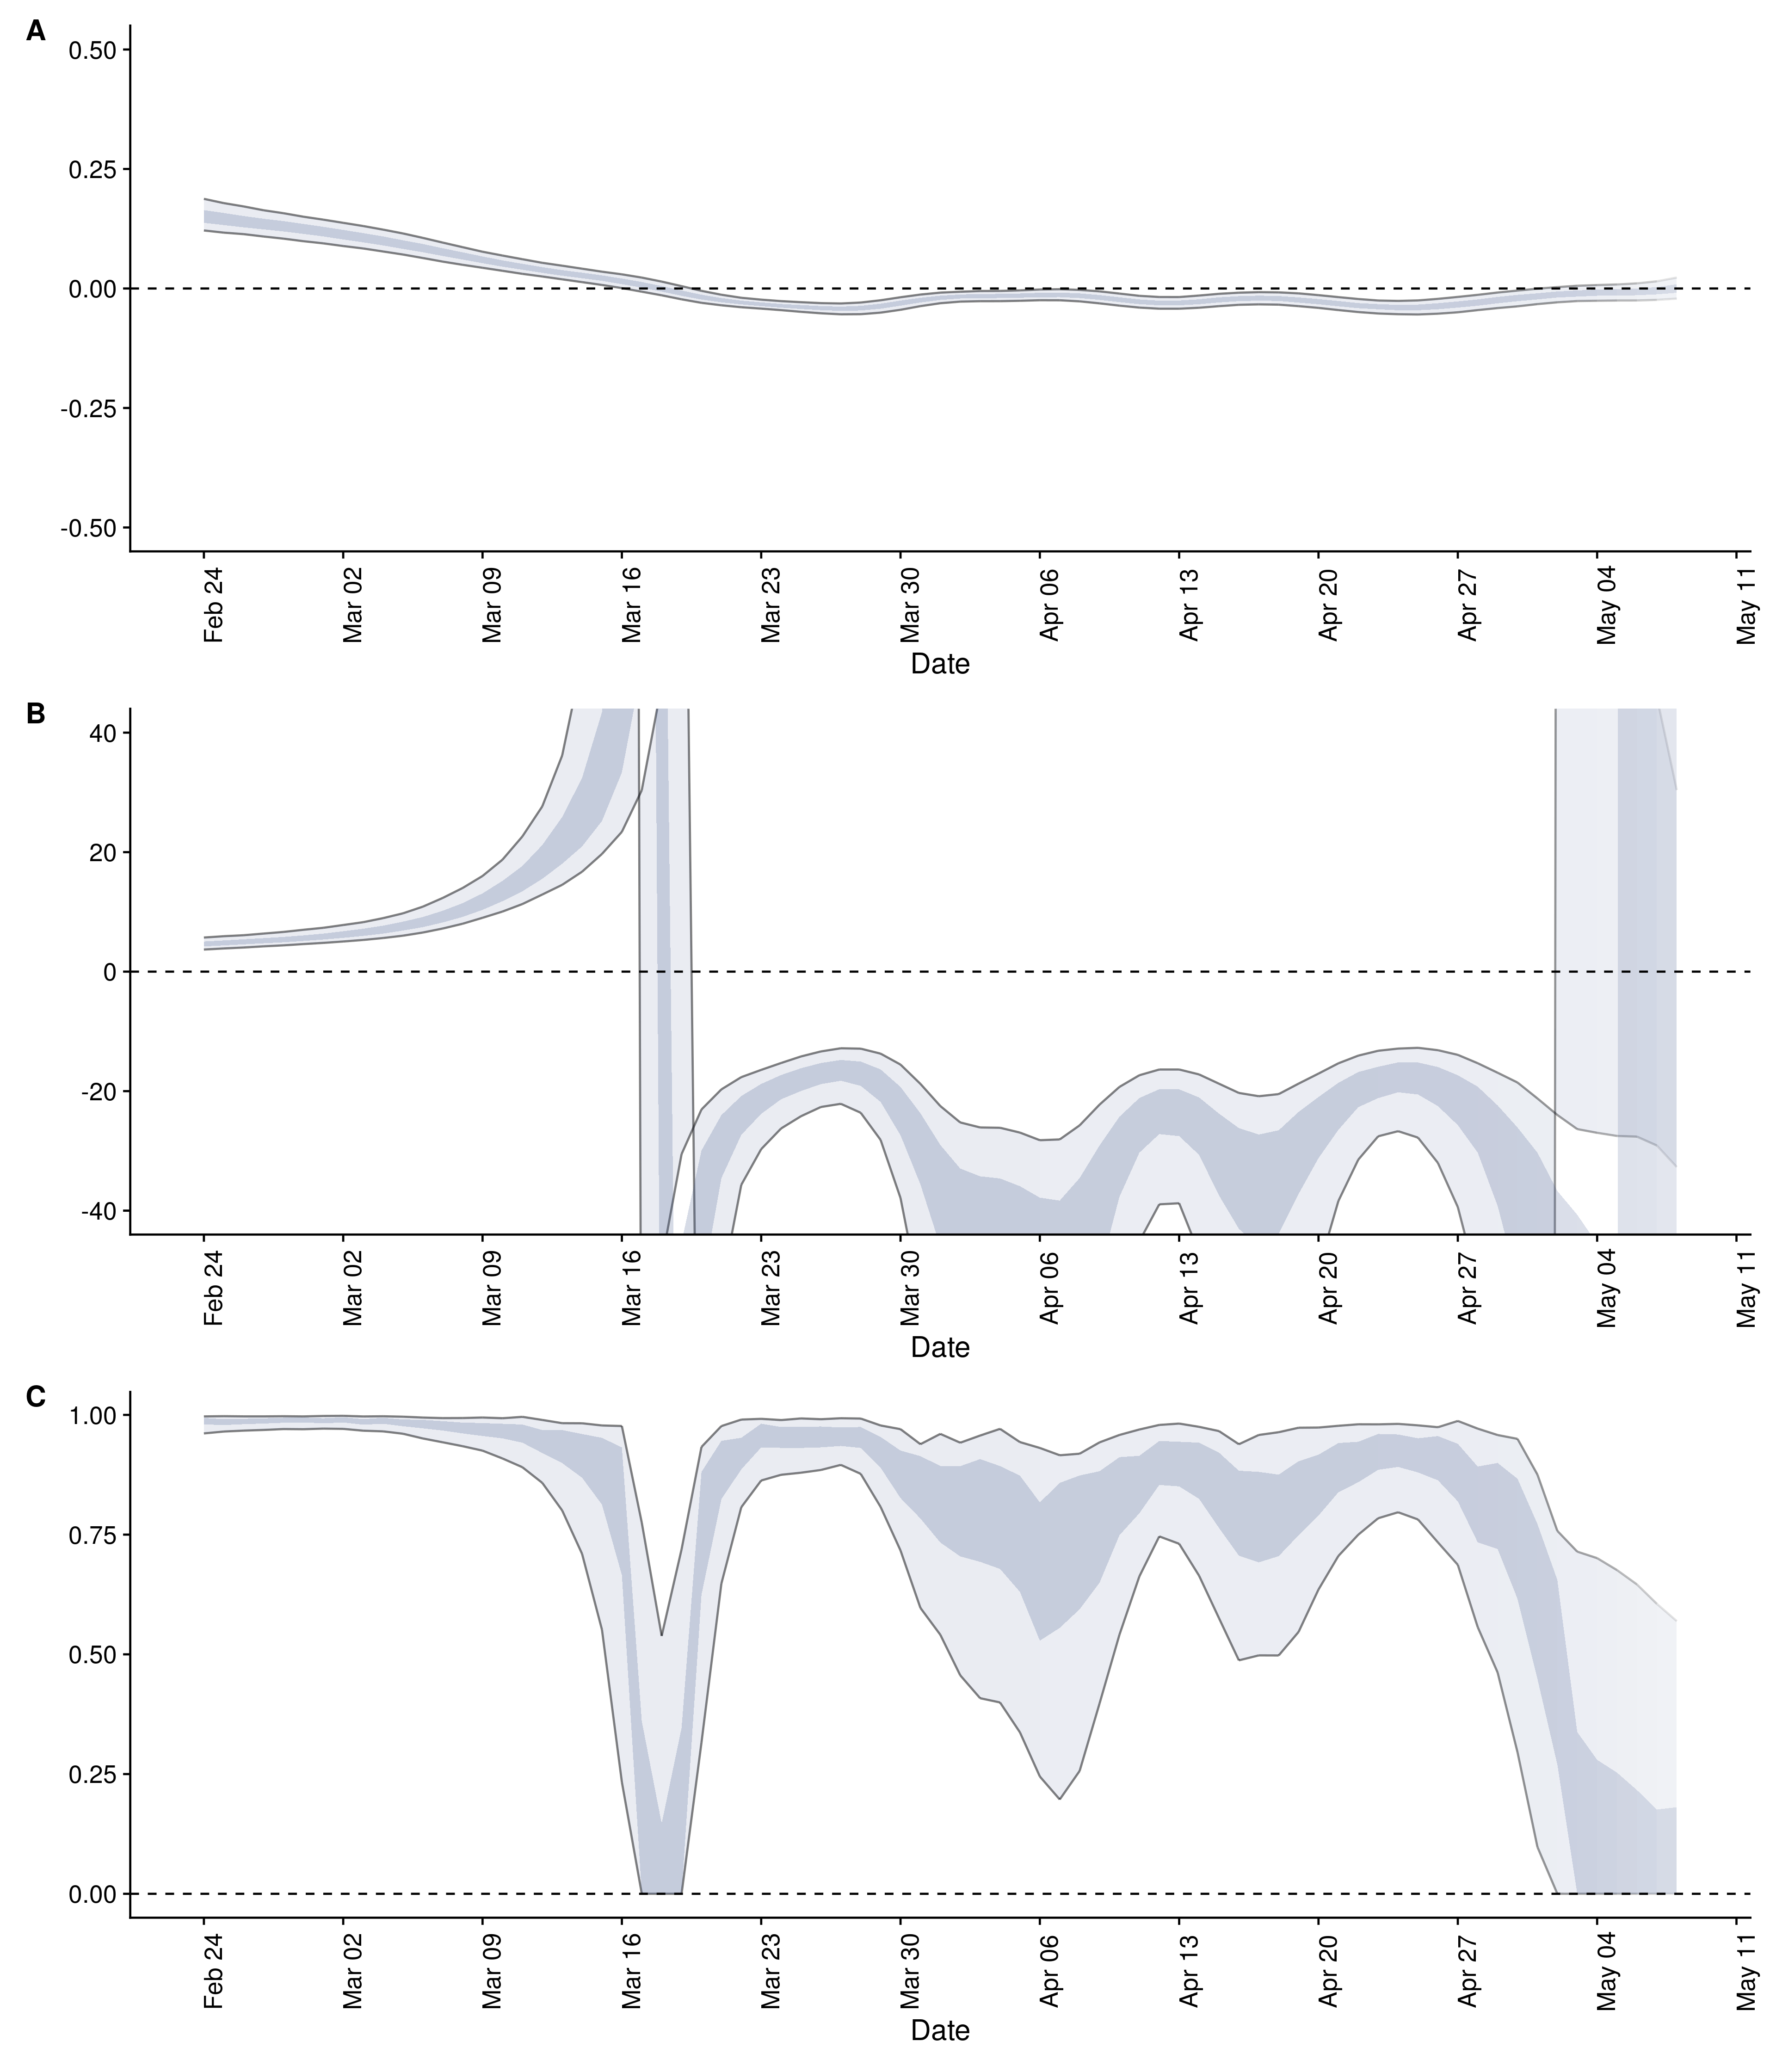 A
0.50
0.25
0.00
-0.25
-0.50
Feb 24
Mar 02
Mar 09
Mar 16
Mar 23
Mar 30
Apr 06
Apr 13
Apr 20
Apr 27
May 04
May 11
Date
B
40
20
0
-20
-40
Feb 24
Mar 02
Mar 09
Mar 16
Mar 23
Mar 30
Apr 06
Apr 13
Apr 20
Apr 27
May 04
May 11
Date
C
1.00
0.75
0.50
0.25
0.00
Feb 24
Mar 02
Mar 09
Mar 16
Mar 23
Mar 30
Apr 06
Apr 13
Apr 20
Apr 27
May 04
May 11
Date